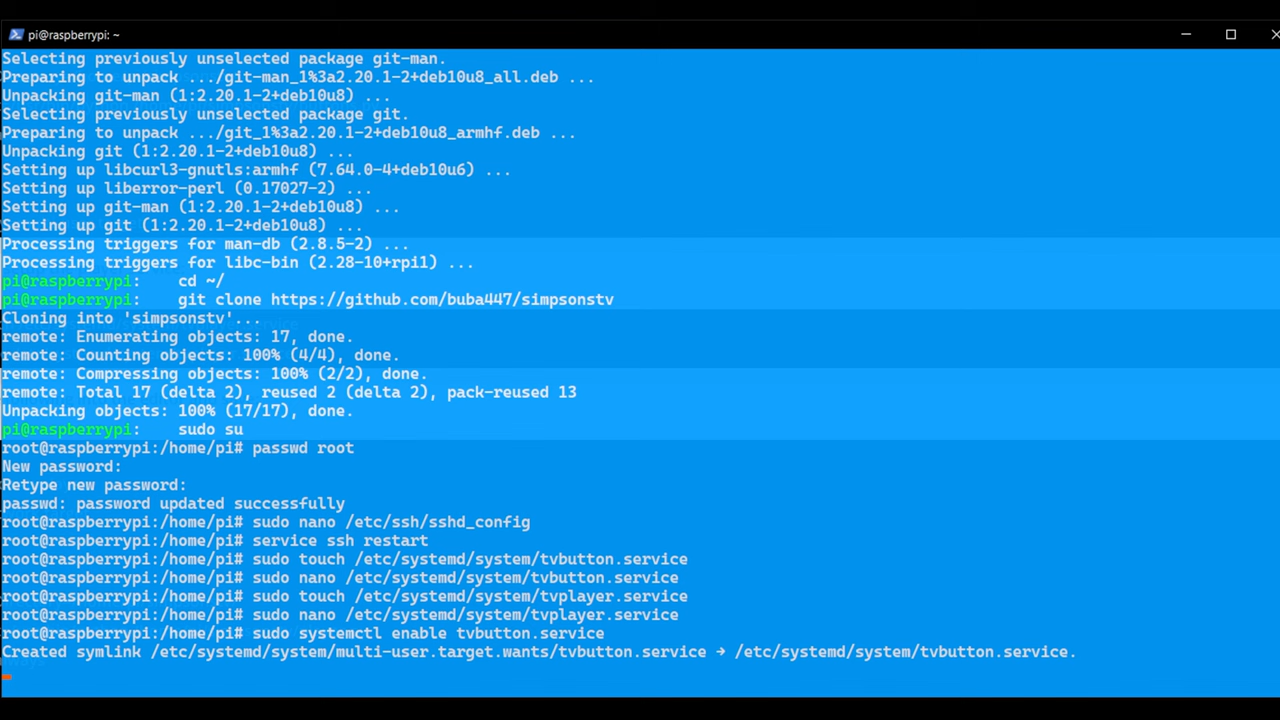 pi@raspberrypi: ~
Selecting previously unselected package git-man.
Preparing to unpack .../git-man_1%3a2.20.1-2+deb10u8_all.deb ...
Unpacking git-man (1:2.20.1-2+deb10u8) ...
Selecting previously unselected package git.
Preparing to unpack .../git_1%3a2.20.1-2+deb10u8_armhf.deb ...
Unpacking git (1:2.20.1-2+deb10u8) ...
Setting up libcurl3-gnutls:armhf (7.64.0-4+deb10u6) ...
Setting up liberror-perl (0.17027-2) ...
Setting up git-man (1:2.20.1-2+deb10u8) ...
Setting up git (1:2.20.1-2+deb10u8) ...
Processing triggers for man-db (2.8.5-2) ...
Processing triggers for libc-bin (2.28-10+rpi1) ...
pi@raspberrypi: cd ~/
pi@raspberrypi: git clone https://github.com/buba447/simpsonstv
Cloning into 'simpsonstv'...
remote: Enumerating objects: 17, done.
remote: Counting objects: 100% (4/4), done.
remote: Compressing objects: 100% (2/2), done.
remote: Total 17 (delta 2), reused 2 (delta 2), pack-reused 13
Unpacking objects: 100% (17/17), done.
pi@raspberrypi: sudo su
root@raspberrypi:/home/pi# passwd root
New password:
Retype new password:
passwd: password updated successfully
root@raspberrypi:/home/pi# sudo nano /etc/ssh/sshd_config
root@raspberrypi:/home/pi# service ssh restart
root@raspberrypi:/home/pi# sudo touch /etc/systemd/system/tvbutton.service
root@raspberrypi:/home/pi# sudo nano /etc/systemd/system/tvbutton.service
root@raspberrypi:/home/pi# sudo touch /etc/systemd/system/tvplayer.service
root@raspberrypi:/home/pi# sudo nano /etc/systemd/system/tvplayer.service
root@raspberrypi:/home/pi# sudo systemctl enable tvbutton.service
Created symlink /etc/systemd/system/multi-user.target.wants/tvbutton.service → /etc/systemd/system/tvbutton.service.